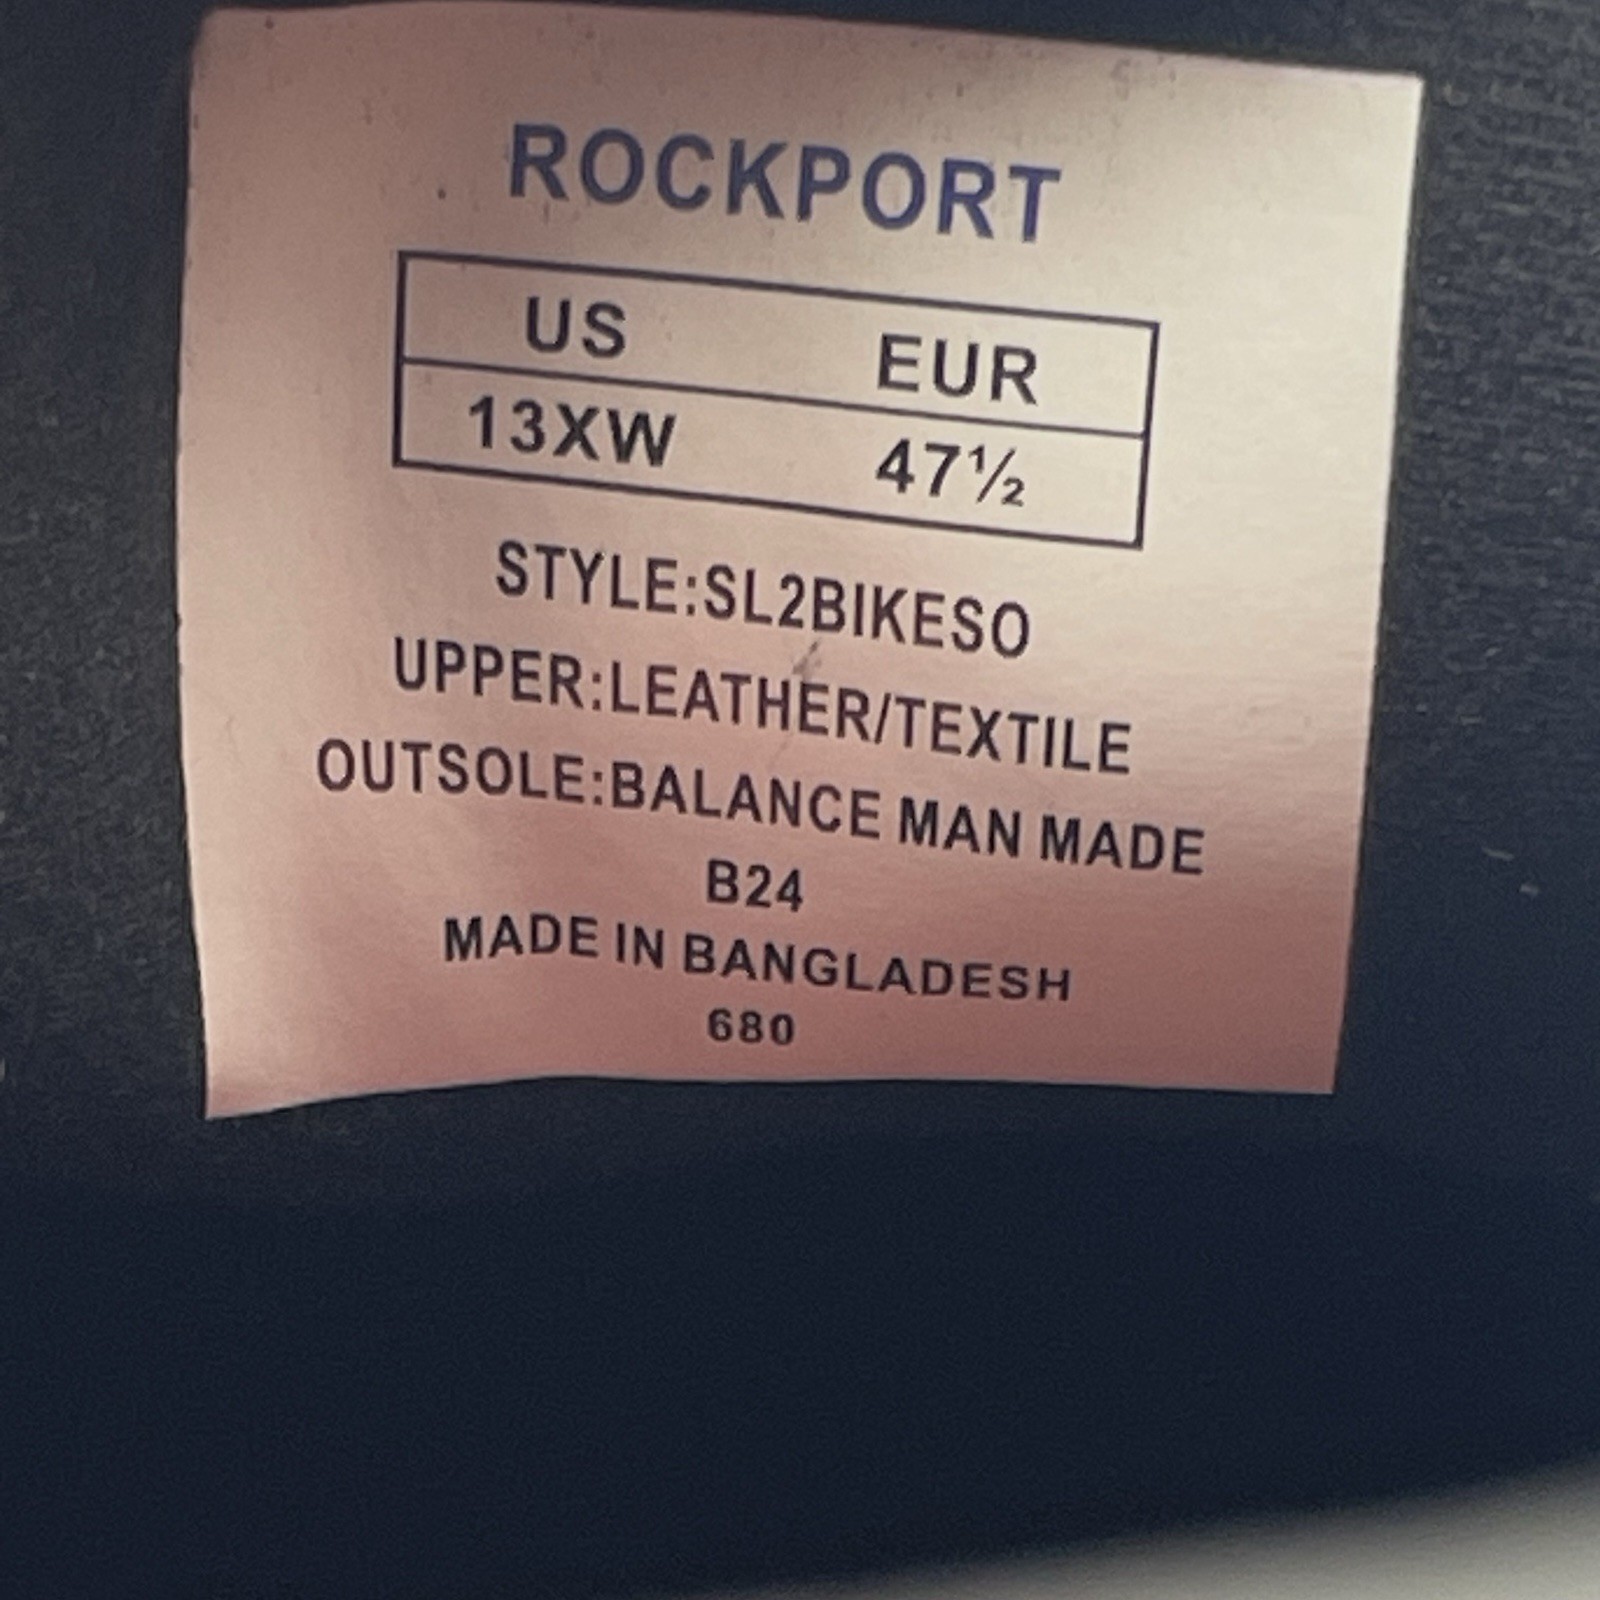 ROCKPORT
US EUR
13XW 47½
STYLE:SL2BIKESO
UPPER:LEATHER/TEXTILE
OUTSOLE:BALANCE MAN MADE
B24
MADE IN BANGLADESH
680